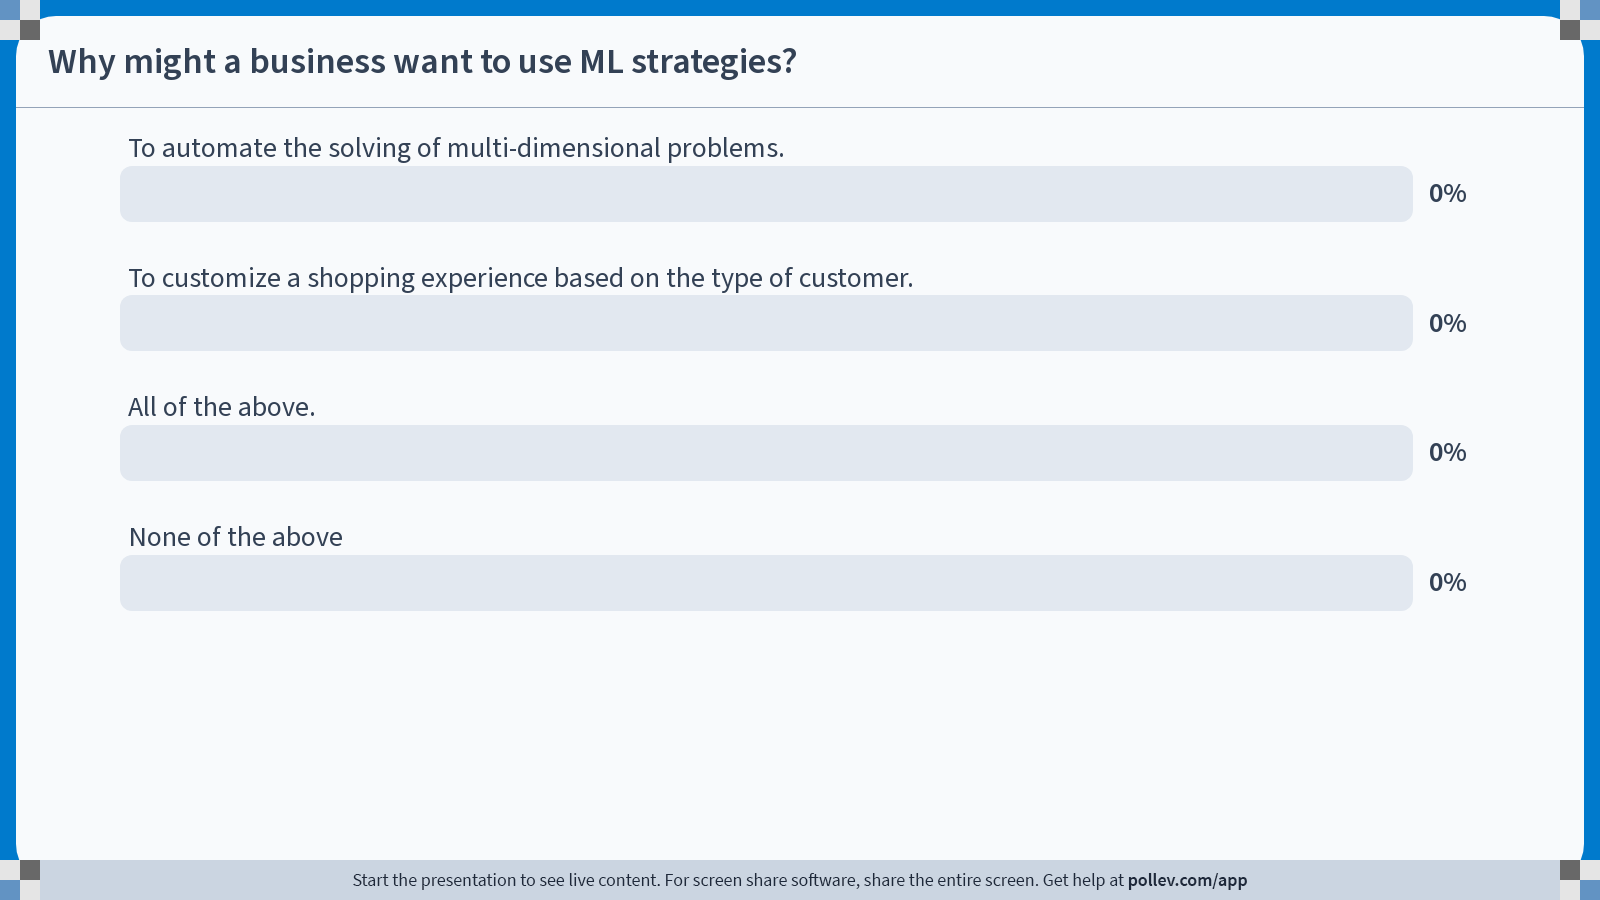 Why might a business want to use ML strategies?
To automate the solving of multi-dimensional problems.
0%
To customize a shopping experience based on the type of customer.
0%
All of the above.
0%
None of the above
0%
Start the presentation to see live content. For screen share software, share the entire screen. Get help at pollev.com/app